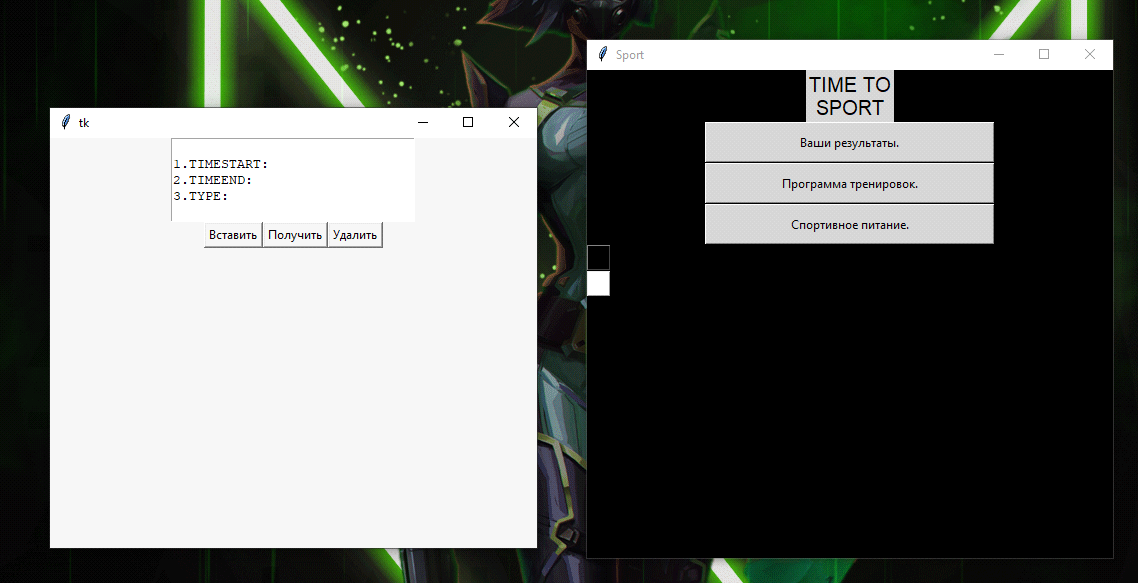 tk
1.TIMESTART:
2.TIMEEND:
3.TYPE:
Вставить Получить Удалить
Sport
TIME TO
SPORT
Ваши результаты.
Программа тренировок.
Спортивное питание.